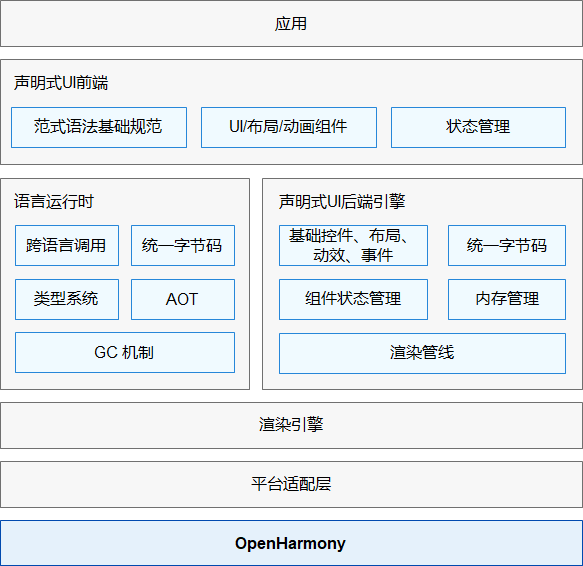 应用
声明式UI前端
范式语法基础规范
UI/布局/动画组件
状态管理
语言运行时
跨语言调用
统一字节码
类型系统
AOT
GC 机制
声明式UI后端引擎
基础控件、布局、
动效、事件
统一字节码
组件状态管理
内存管理
渲染管线
渲染引擎
平台适配层
OpenHarmony